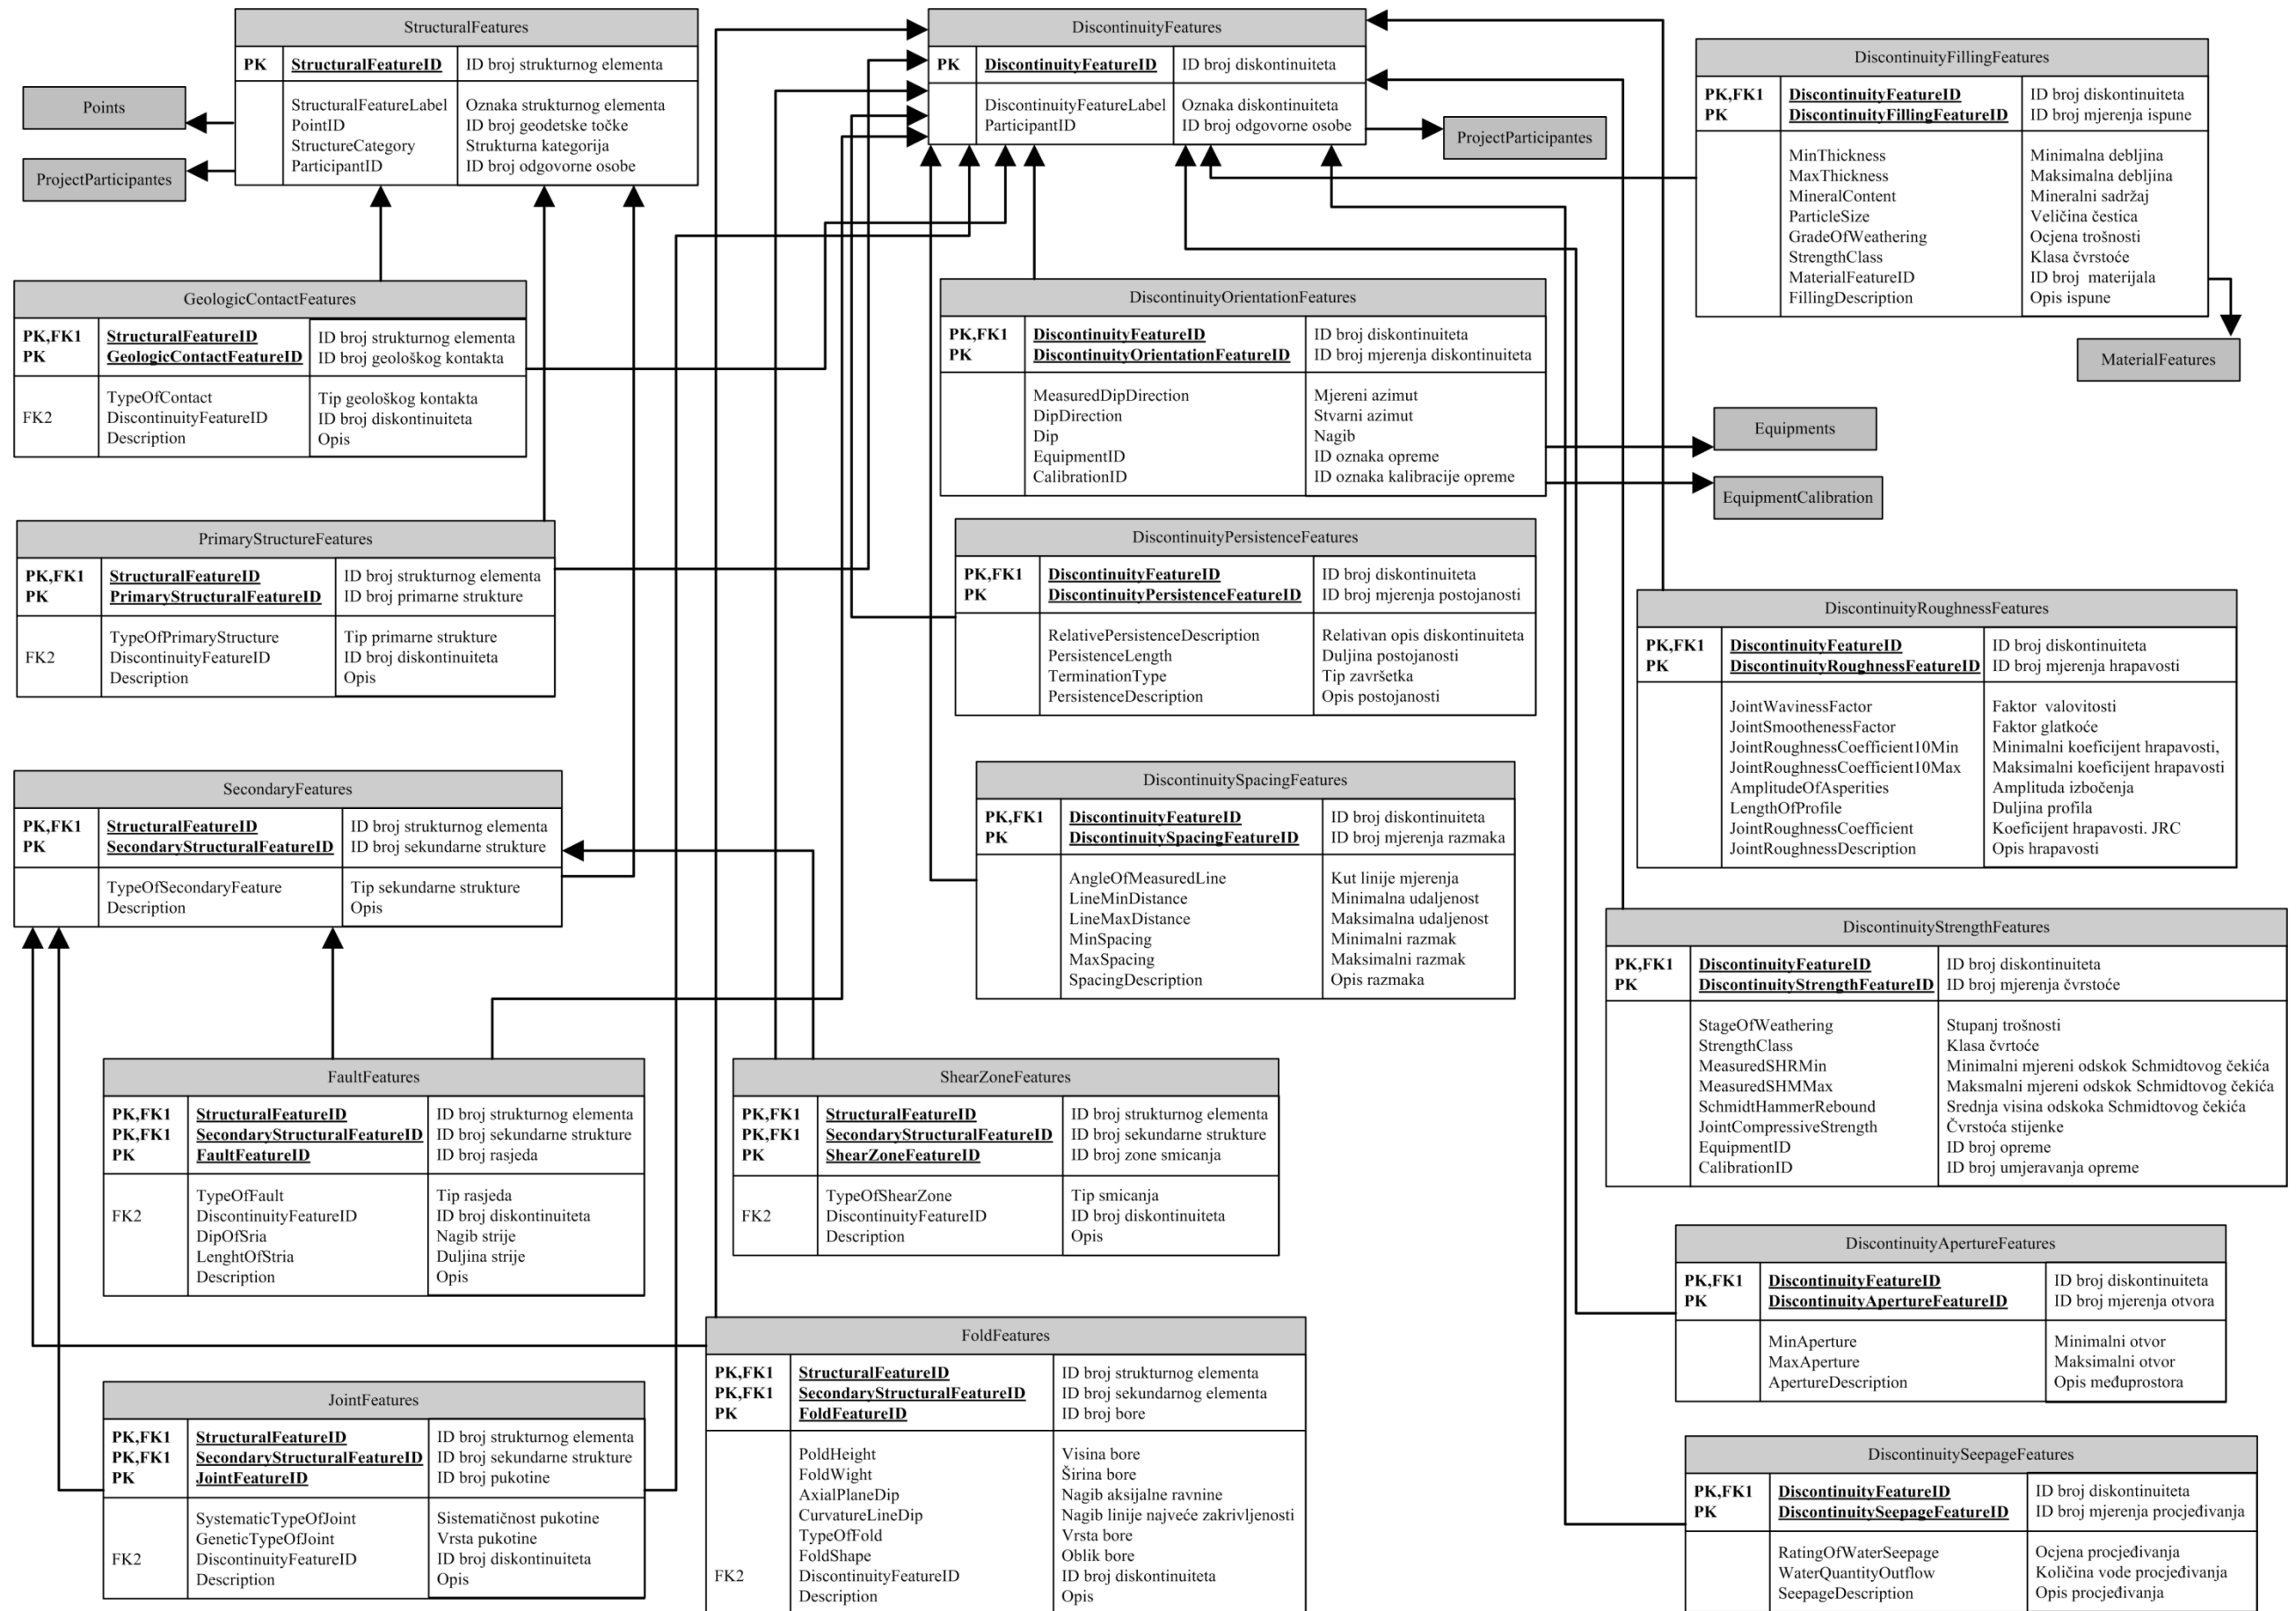 StructuralFeatures
PK StructuralFeatureID ID broj strukturnog elementa
StructuralFeatureLabel Oznaka strukturnog elementa
PointID ID broj geodetske točke
StructureCategory Strukturna kategorija
ParticipantID ID broj odgovorne osobe
Points
ProjectParticipantes
DiscontinuityFeatures
PK DiscontinuityFeatureID ID broj diskontinuiteta
DiscontinuityFeatureLabel Oznaka diskontinuiteta
ParticipantID ID broj odgovorne osobe
ProjectParticipantes
DiscontinuityFillingFeatures
PK,FK1 DiscontinuityFeatureID ID broj diskontinuiteta
PK DiscontinuityFillingFeatureID ID broj mjerenja ispune
MinThickness Minimalna debljina
MaxThickness Maksimalna debljina
MineralContent Mineralni sadržaj
ParticleSize Veličina čestica
GradeOfWeathering Ocjena trošnosti
StrengthClass Klasa čvrstoće
MaterialFeatureID ID broj materijala
FillingDescription Opis ispune
MaterialFeatures
GeologicContactFeatures
PK,FK1 StructuralFeatureID ID broj strukturnog elementa
PK GeologicContactFeatureID ID broj geološkog kontakta
TypeOfContact Tip geološkog kontakta
FK2 DiscontinuityFeatureID ID broj diskontinuiteta
Description Opis
DiscontinuityOrientationFeatures
PK,FK1 DiscontinuityFeatureID ID broj diskontinuiteta
PK DiscontinuityOrientationFeatureID ID broj mjerenja diskontinuiteta
MeasuredDipDirection Mjereni azimut
DipDirection Stvarni azimut
Dip Nagib
EquipmentID ID oznaka opreme
CalibrationID ID oznaka kalibracije opreme
Equipments
EquipmentCalibration
PrimaryStructureFeatures
PK,FK1 StructuralFeatureID ID broj strukturnog elementa
PK PrimaryStructuralFeatureID ID broj primarne strukture
TypeOfPrimaryStructure Tip primarne strukture
FK2 DiscontinuityFeatureID ID broj diskontinuiteta
Description Opis
DiscontinuityPersistenceFeatures
PK,FK1 DiscontinuityFeatureID ID broj diskontinuiteta
PK DiscontinuityPersistenceFeatureID ID broj mjerenja postojanosti
RelativePersistenceDescription Relativan opis diskontinuiteta
PersistenceLength Duljina postojanosti
TerminationType Tip završetka
PersistenceDescription Opis postojanosti
DiscontinuityRoughnessFeatures
PK,FK1 DiscontinuityFeatureID ID broj diskontinuiteta
PK DiscontinuityRoughnessFeatureID ID broj mjerenja hrapavosti
JointWavinessFactor Faktor valovitosti
JointSmoothenessFactor Faktor glatkoće
JointRoughnessCoefficient10Min Minimalni koeficijent hrapavosti,
JointRoughnessCoefficient10Max Maksimalni koeficijent hrapavosti
AmplitudeOfAsperities Amplituda izbočenja
LengthOfProfile Duljina profila
JointRoughnessCoefficient Koeficijent hrapavosti. JRC
JointRoughnessDescription Opis hrapavosti
SecondaryFeatures
PK,FK1 StructuralFeatureID ID broj strukturnog elementa
PK SecondaryStructuralFeatureID ID broj sekundarne strukture
TypeOfSecondaryFeature Tip sekundarne strukture
Description Opis
DiscontinuitySpacingFeatures
PK,FK1 DiscontinuityFeatureID ID broj diskontinuiteta
PK DiscontinuitySpacingFeatureID ID broj mjerenja razmaka
AngleOfMeasuredLine Kut linije mjerenja
LineMinDistance Minimalna udaljenost
LineMaxDistance Maksimalna udaljenost
MinSpacing Minimalni razmak
MaxSpacing Maksimalni razmak
SpacingDescription Opis razmaka
DiscontinuityStrengthFeatures
PK,FK1 DiscontinuityFeatureID ID broj diskontinuiteta
PK DiscontinuityStrengthFeatureID ID broj mjerenja čvrstoće
StageOfWeathering Stupanj trošnosti
StrengthClass Klasa čvrtoće
MeasuredSHRMin Minimalni mjereni odskok Schmidtovog čekića
MeasuredSHMMax Maksmalni mjereni odskok Schmidtovog čekića
SchmidtHammerRebound Srednja visina odskoka Schmidtovog čekića
JointCompressiveStrength Čvrstoća stijenke
EquipmentID ID broj opreme
CalibrationID ID broj umjeravanja opreme
FaultFeatures
PK,FK1 StructuralFeatureID ID broj strukturnog elementa
PK,FK1 SecondaryStructuralFeatureID ID broj sekundarne strukture
PK FaultFeatureID ID broj rasjeda
TypeOfFault Tip rasjeda
FK2 DiscontinuityFeatureID ID broj diskontinuiteta
DipOfSria Nagib strije
LenghtOfStria Duljina strije
Description Opis
ShearZoneFeatures
PK,FK1 StructuralFeatureID ID broj strukturnog elementa
PK,FK1 SecondaryStructuralFeatureID ID broj sekundarne strukture
PK ShearZoneFeatureID ID broj zone smicanja
TypeOfShearZone Tip smicanja
FK2 DiscontinuityFeatureID ID broj diskontinuiteta
Description Opis
DiscontinuityApertureFeatures
PK,FK1 DiscontinuityFeatureID ID broj diskontinuiteta
PK DiscontinuityApertureFeatureID ID broj mjerenja otvora
MinAperture Minimalni otvor
MaxAperture Maksimalni otvor
ApertureDescription Opis međuprostora
FoldFeatures
PK,FK1 StructuralFeatureID ID broj strukturnog elementa
PK,FK1 SecondaryStructuralFeatureID ID broj sekundarnog elementa
PK FoldFeatureID ID broj bore
PoldHeight Visina bore
FoldWight Širina bore
AxialPlaneDip Nagib aksijalne ravnine
CurvatureLineDip Nagib linije najveće zakrivljenosti
TypeOfFold Vrsta bore
FoldShape Oblik bore
FK2 DiscontinuityFeatureID ID broj diskontinuiteta
Description Opis
JointFeatures
PK,FK1 StructuralFeatureID ID broj strukturnog elementa
PK,FK1 SecondaryStructuralFeatureID ID broj sekundarne strukture
PK JointFeatureID ID broj pukotine
SystematicTypeOfJoint Sistematičnost pukotine
GeneticTypeOfJoint Vrsta pukotine
FK2 DiscontinuityFeatureID ID broj diskontinuiteta
Description Opis
DiscontinuitySeepageFeatures
PK,FK1 DiscontinuityFeatureID ID broj diskontinuiteta
PK DiscontinuitySeepageFeatureID ID broj mjerenja procjeđivanja
RatingOfWaterSeepage Ocjena procjeđivanja
WaterQuantityOutflow Količina vode procjeđivanja
SeepageDescription Opis procjeđivanja